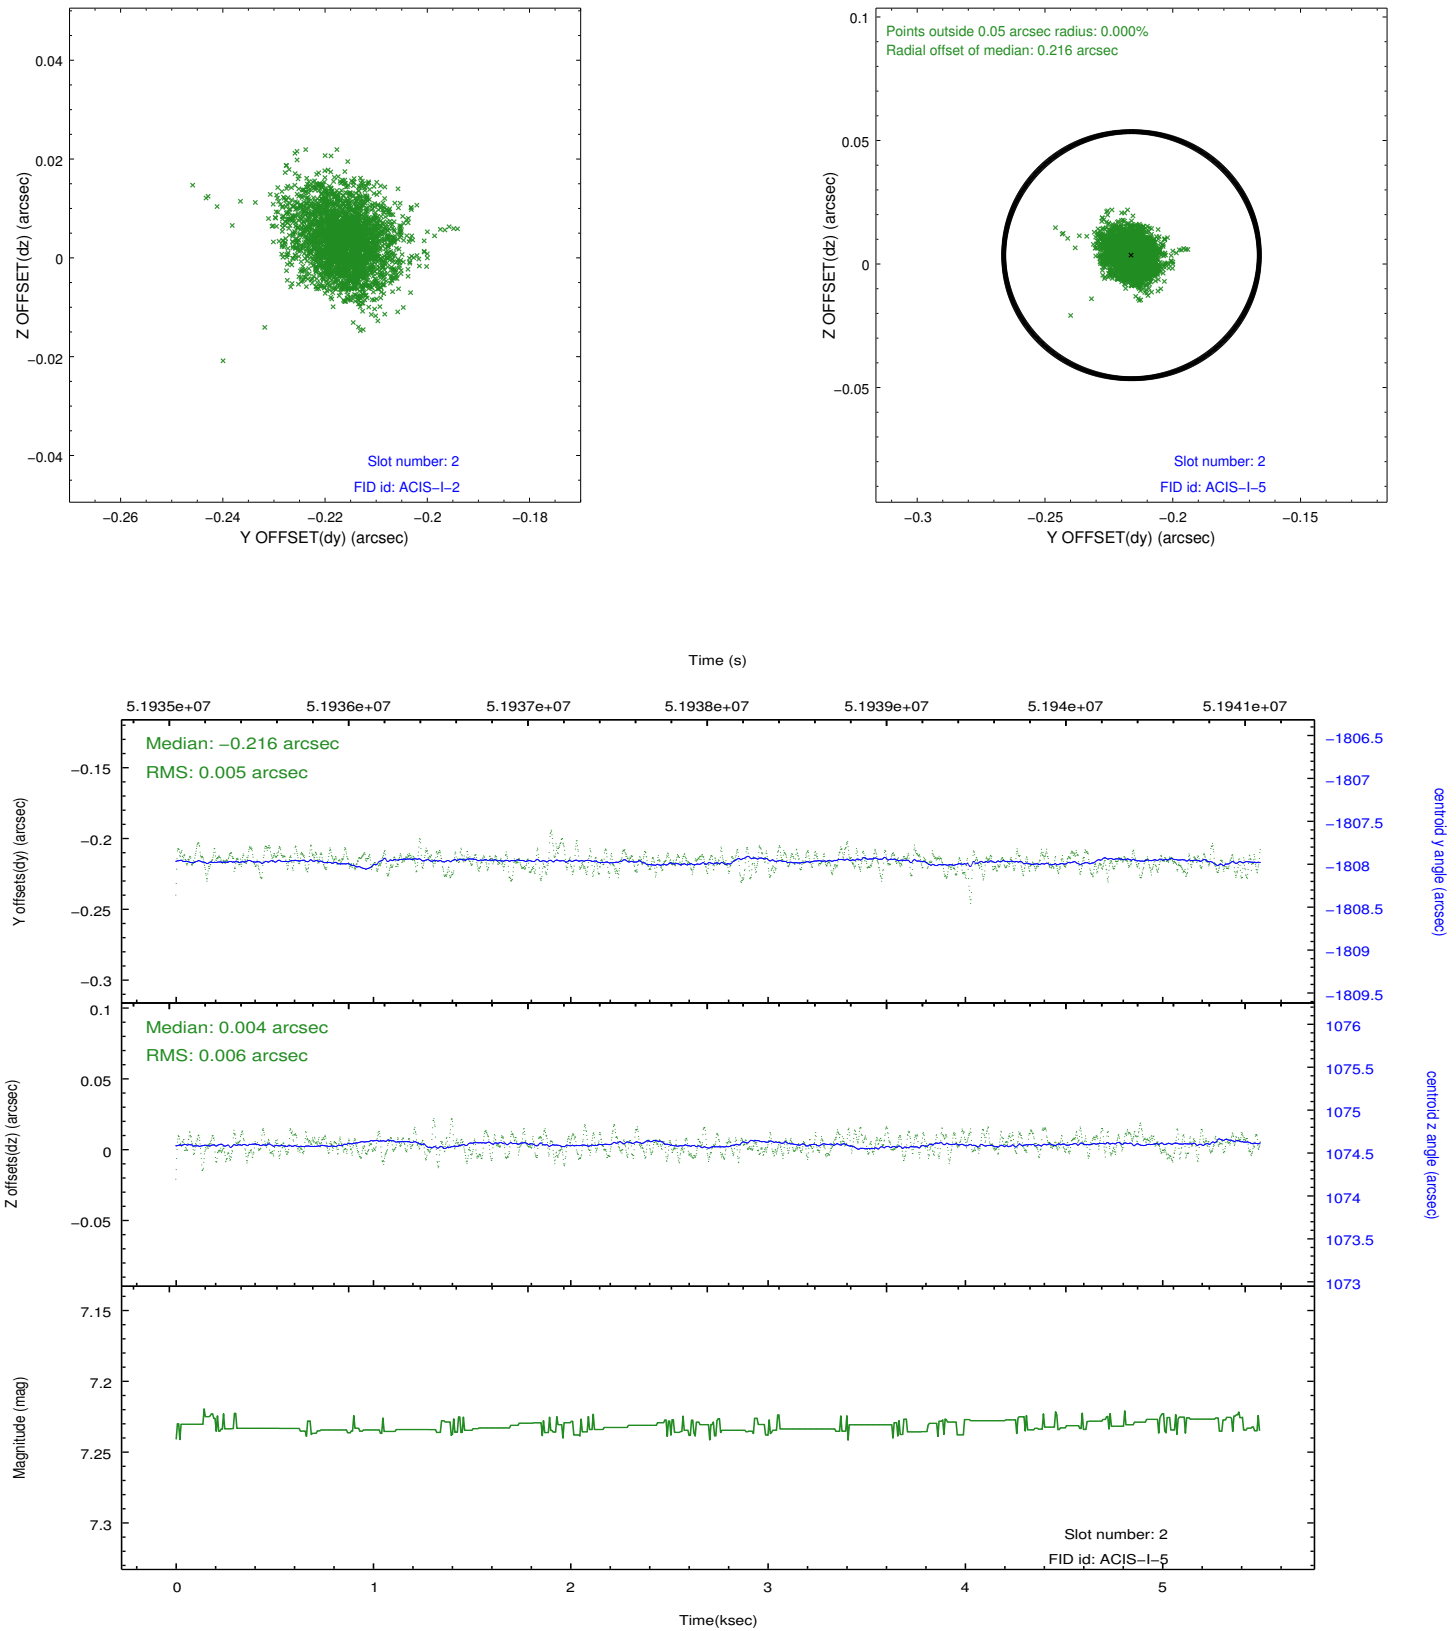 0.04
0.02
0
−0.02
−0.04
Z OFFSET(dz) (arcsec)
Slot number: 2
FID id: ACIS−I−2
−0.26
−0.24
−0.22
−0.2
−0.18
Y OFFSET(dy) (arcsec)
0.1
0.05
0
−0.05
Z OFFSET(dz) (arcsec)
Points outside 0.05 arcsec radius: 0.000%
Radial offset of median: 0.216 arcsec
Slot number: 2
FID id: ACIS−I−5
−0.3
−0.25
−0.2
−0.15
Y OFFSET(dy) (arcsec)
Time (s)
5.1935e+07
5.1936e+07
5.1937e+07
5.1938e+07
5.1939e+07
5.194e+07
5.1941e+07
Median: −0.216 arcsec
RMS: 0.005 arcsec
−0.15
−0.2
−0.25
−0.3
Y offsets(dy) (arcsec)
−1806.5
−1807
−1807.5
−1808
−1808.5
−1809
−1809.5
centroid y angle (arcsec)
Median: 0.004 arcsec
RMS: 0.006 arcsec
0.1
0.05
0
−0.05
Z offsets(dz) (arcsec)
1076
1075.5
1075
1074.5
1074
1073.5
1073
centroid z angle (arcsec)
7.15
7.2
7.25
7.3
Magnitude (mag)
Slot number: 2
FID id: ACIS−I−5
0
1
2
3
4
5
Time(ksec)